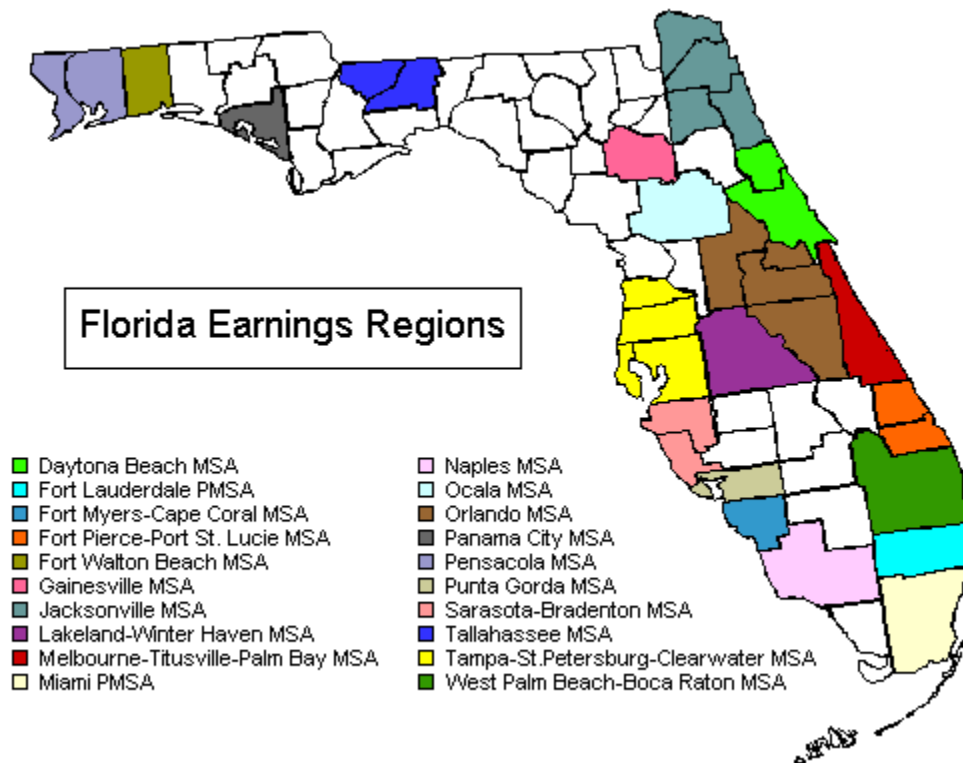 Florida Earnings Regions
Daytona Beach MSA
Fort Lauderdale PMSA
Fort Myers-Cape Coral MSA
Fort Pierce-Port St. Lucie MSA
Fort Walton Beach MSA
Gainesville MSA
Jacksonville MSA
Lakeland-Winter Haven MSA
Melbourne-Titusville-Palm Bay MSA
Miami PMSA
Naples MSA
Ocala MSA
Orlando MSA
Panama City MSA
Pensacola MSA
Punta Gorda MSA
Sarasota-Bradenton MSA
Tallahassee MSA
Tampa-St.Petersburg-Clearwater MSA
West Palm Beach-Boca Raton MSA